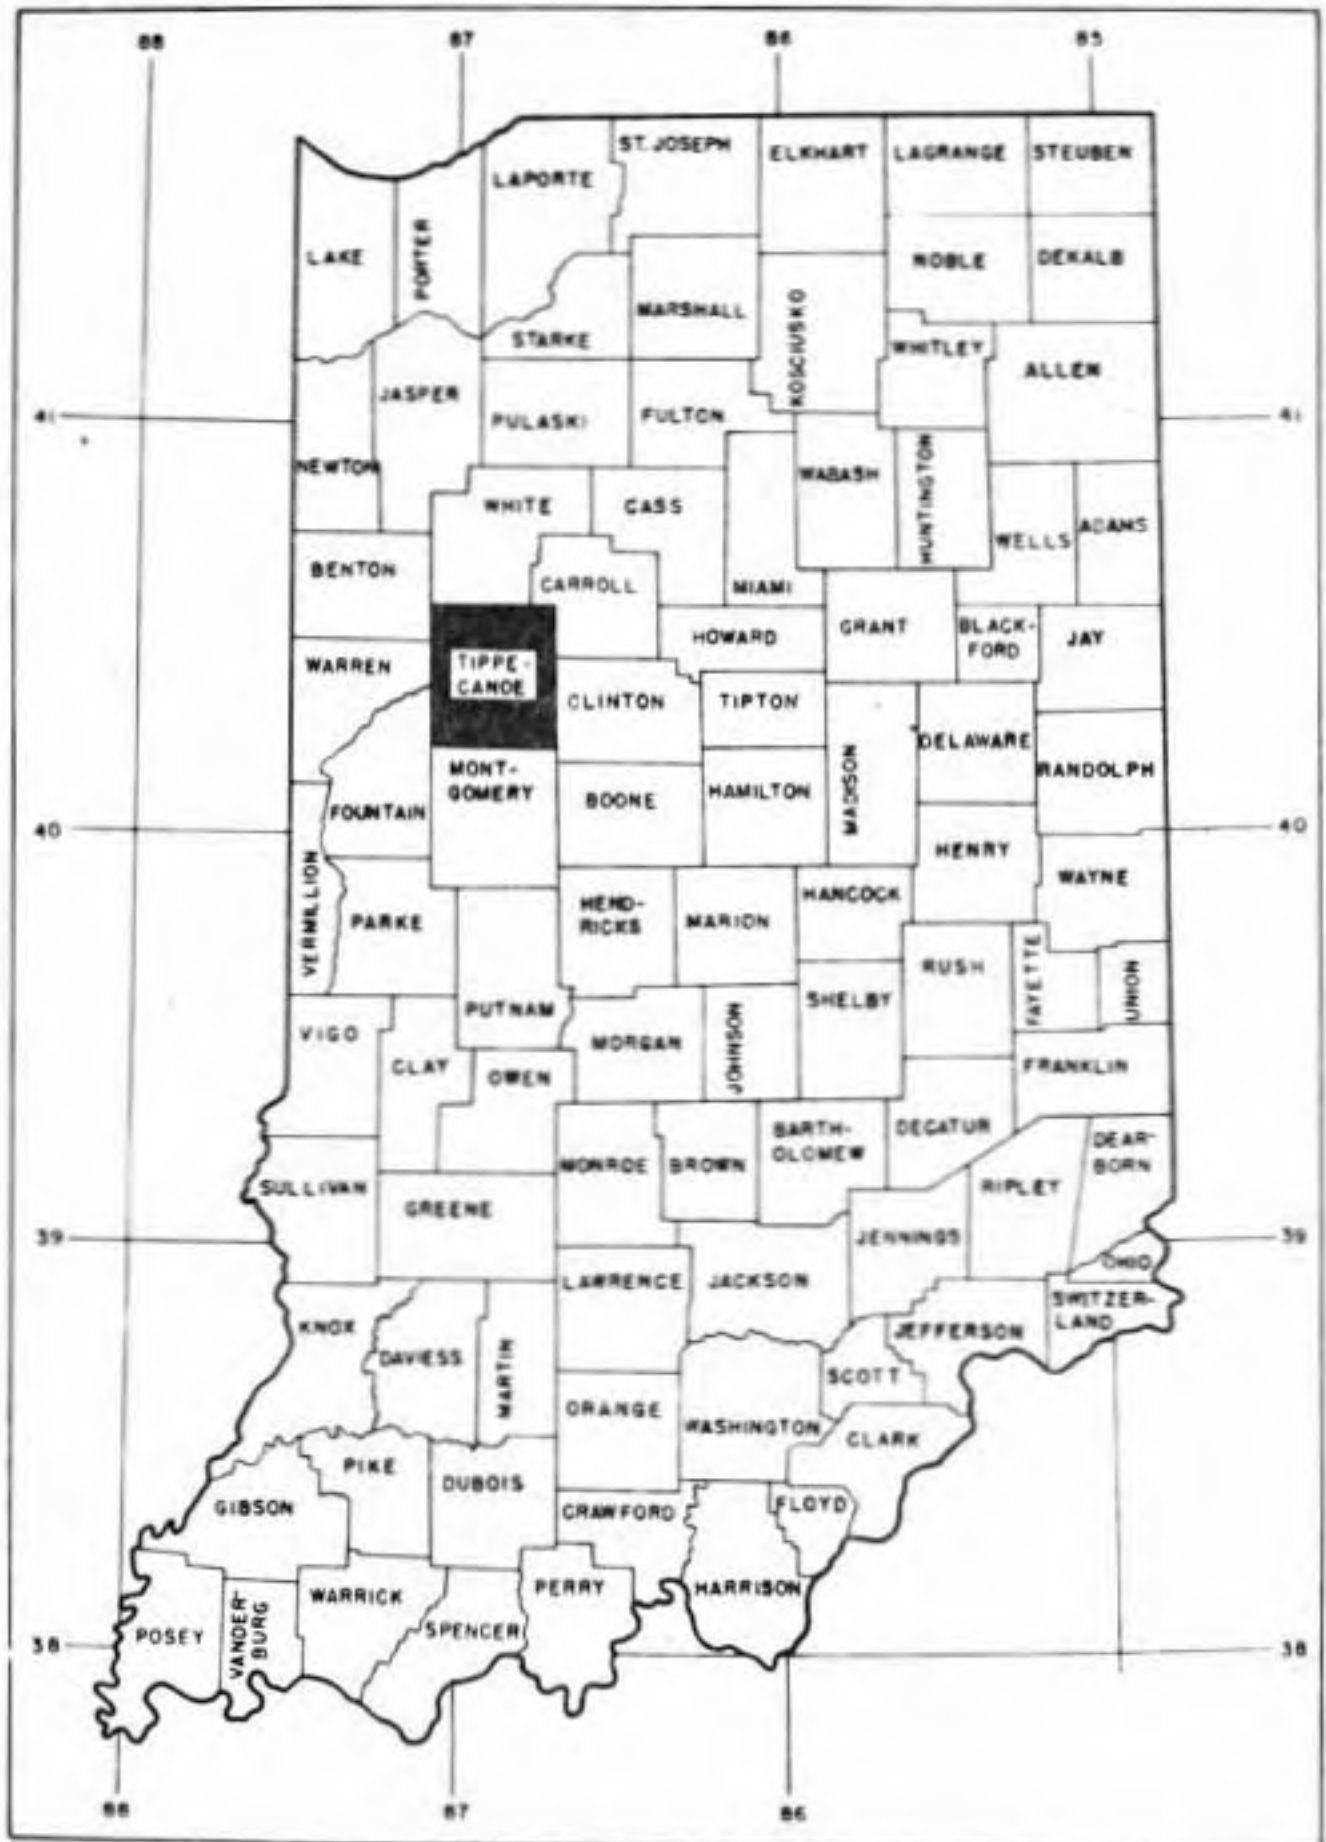 88 87 86 85
ST. JOSEPH
ELKHART
LAGRANGE
STEUBEN
LAPORTE
LAKE
PORTER
NOBLE
DEKALB
MARSHALL
KOSCIUSKO
STARKE
WHITLEY
ALLEN
JASPER
PULASKI
FULTON
41
41
NEWTON
WABASH
HUNTINGTON
WHITE
CASS
WELLS
ADAMS
BENTON
CARROLL
MIAMI
GRANT
BLACK-
FORD
JAY
HOWARD
WARREN
TIPPE-
CANOE
CLINTON
TIPTON
MADISON
DELAWARE
RANDOLPH
MONT-
GOMERY
BOONE
HAMILTON
FOUNTAIN
40
40
HENRY
WAYNE
VERMILLION
PARKE
HEND-
RICKS
MARION
HANCOCK
RUSH
FAYETTE
UNION
PUTNAM
SHELBY
VIGO
MORGAN
JOHNSON
CLAY
OWEN
FRANKLIN
BARTH-
OLOMEW
DECATUR
DEAR-
BORN
MONROE
BROWN
SULLIVAN
RIPLEY
GREENE
39
JENNINGS
39
OHIO
LAWRENCE
JACKSON
SWITZER-
LAND
KNOX
JEFFERSON
DAVIESS
MARTIN
SCOTT
ORANGE
WASHINGTON
CLARK
PIKE
DUBOIS
GIBSON
CRAWFORD
FLOYD
WARRICK
PERRY
HARRISON
POSEY
VANDER-
BURG
SPENCER
38
38
88 87 86